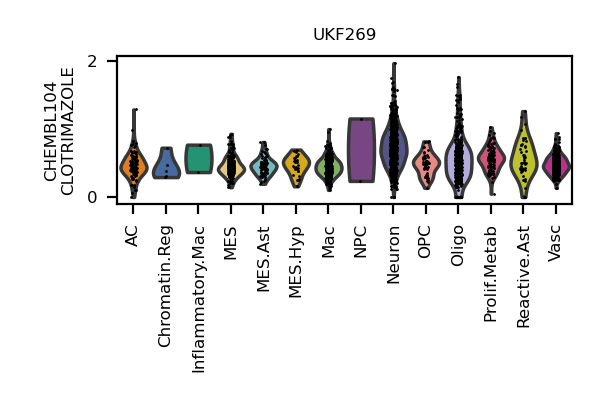 UKF269
CHEMBL104
CLOTRIMAZOLE
2
0
AC
Chromatin.Reg
Inflammatory.Mac
MES
MES.Ast
MES.Hyp
Mac
NPC
Neuron
OPC
Oligo
Prolif.Metab
Reactive.Ast
Vasc